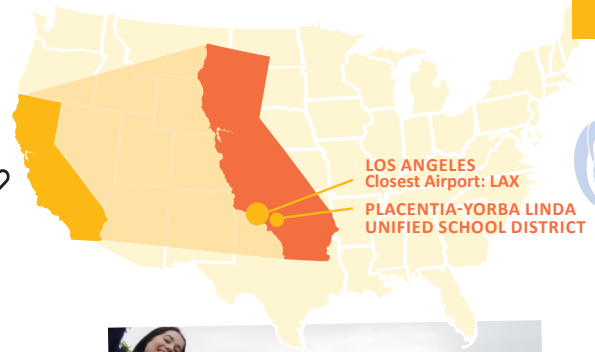 LOS ANGELES
Closest Airport: LAX
PLACENTIA-YORBA LINDA
UNIFIED SCHOOL DISTRICT